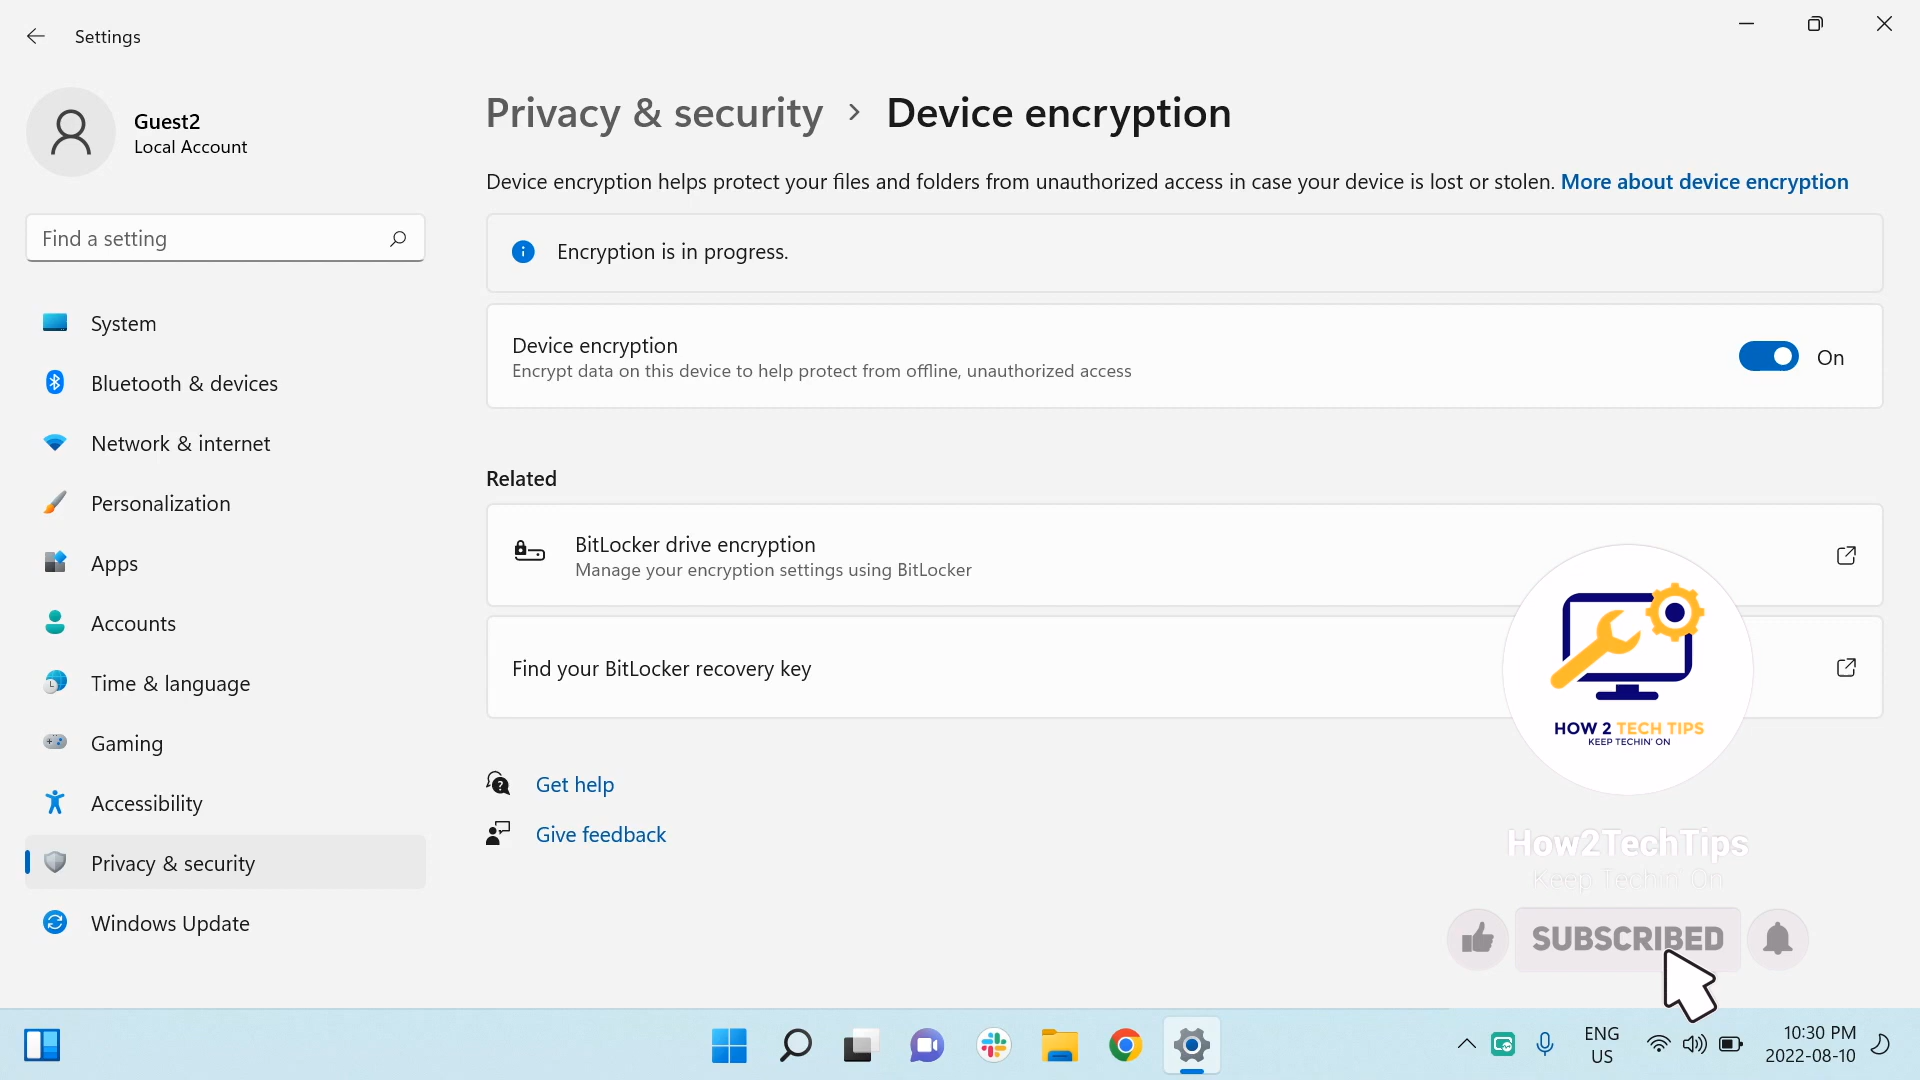 Settings
Guest2
Local Account
Find a setting
System
Bluetooth & devices
Network & internet
Personalization
Apps
Accounts
Time & language
Gaming
Accessibility
Privacy & security
Windows Update
Privacy & security › Device encryption
Device encryption helps protect your files and folders from unauthorized access in case your device is lost or stolen. More about device encryption
Encryption is in progress.
Device encryption
Encrypt data on this device to help protect from offline, unauthorized access
On
Related
BitLocker drive encryption
Manage your encryption settings using BitLocker
Find your BitLocker recovery key
Get help
Give feedback
HOW 2 TECH TIPS
KEEP TECHIN' ON
How2TechTips
Keep Techin' On
SUBSCRIBED
ENG
US
10:30 PM
2022-08-10